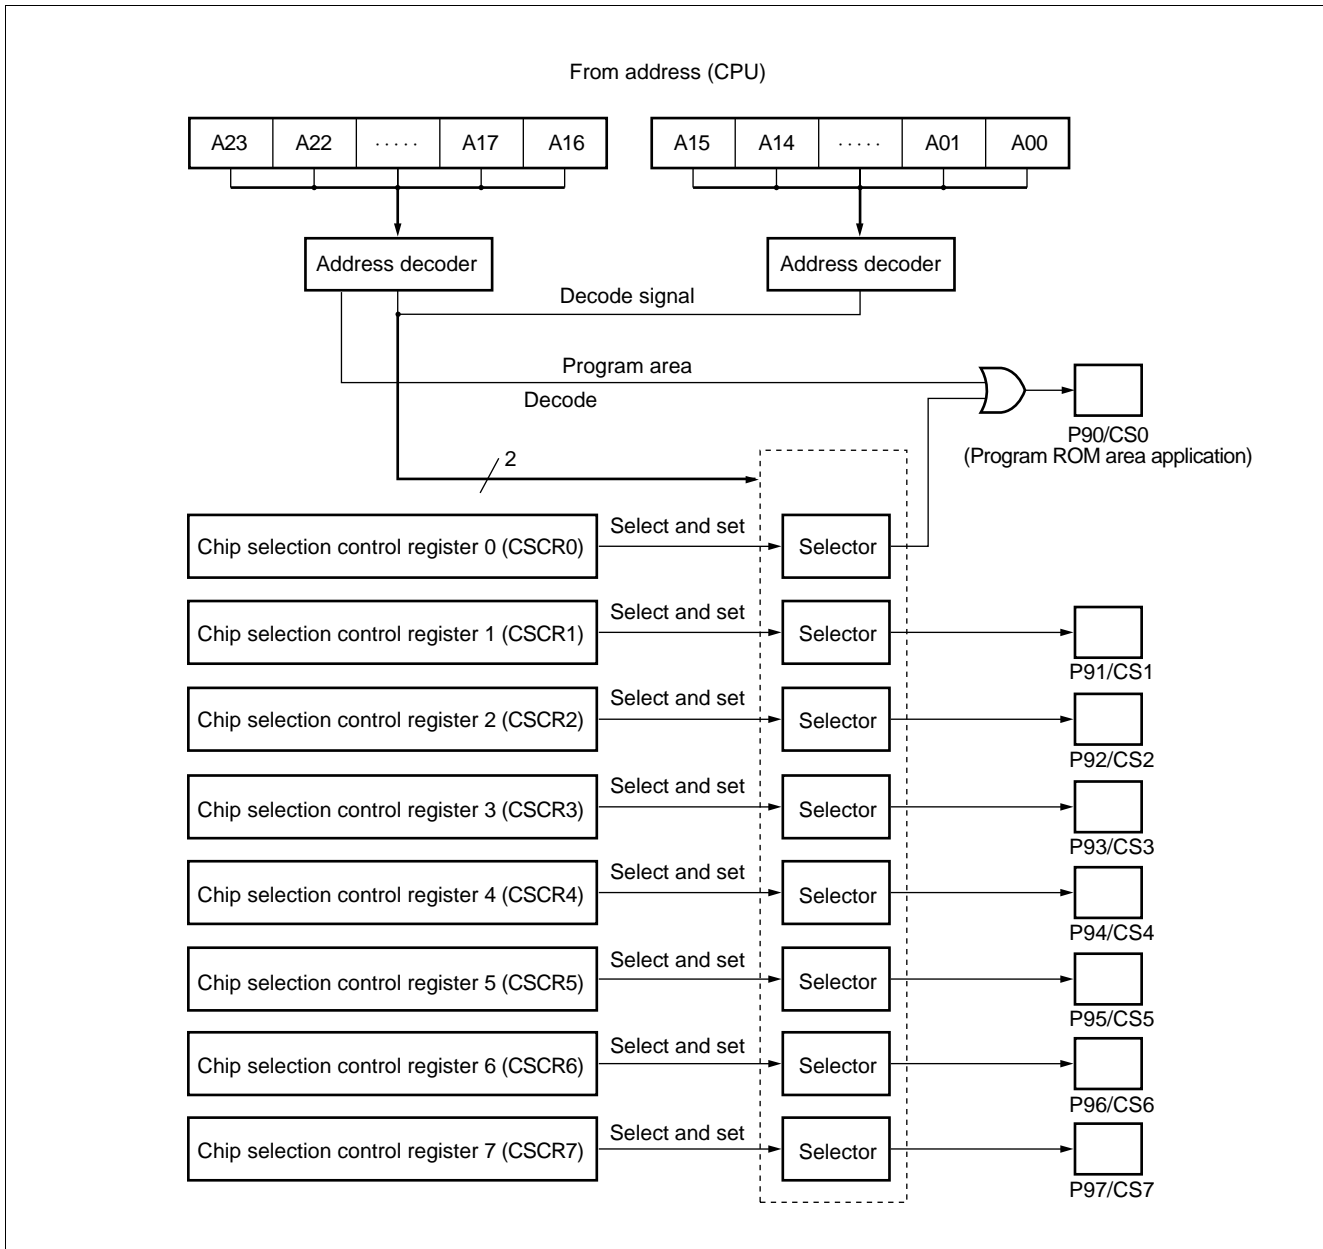 From address (CPU)
A23 A22 ····· A17 A16 A15 A14 ····· A01 A00
Address decoder Address decoder
Decode signal
Program area
Decode
P90/CS0
(Program ROM area application)
2
Select and set
Chip selection control register 0 (CSCR0) Selector
Select and set
Chip selection control register 1 (CSCR1) Selector
P91/CS1
Select and set
Chip selection control register 2 (CSCR2) Selector
P92/CS2
Select and set
Chip selection control register 3 (CSCR3) Selector
P93/CS3
Select and set
Chip selection control register 4 (CSCR4) Selector
P94/CS4
Select and set
Chip selection control register 5 (CSCR5) Selector
P95/CS5
Select and set
Chip selection control register 6 (CSCR6) Selector
P96/CS6
Select and set
Chip selection control register 7 (CSCR7) Selector
P97/CS7